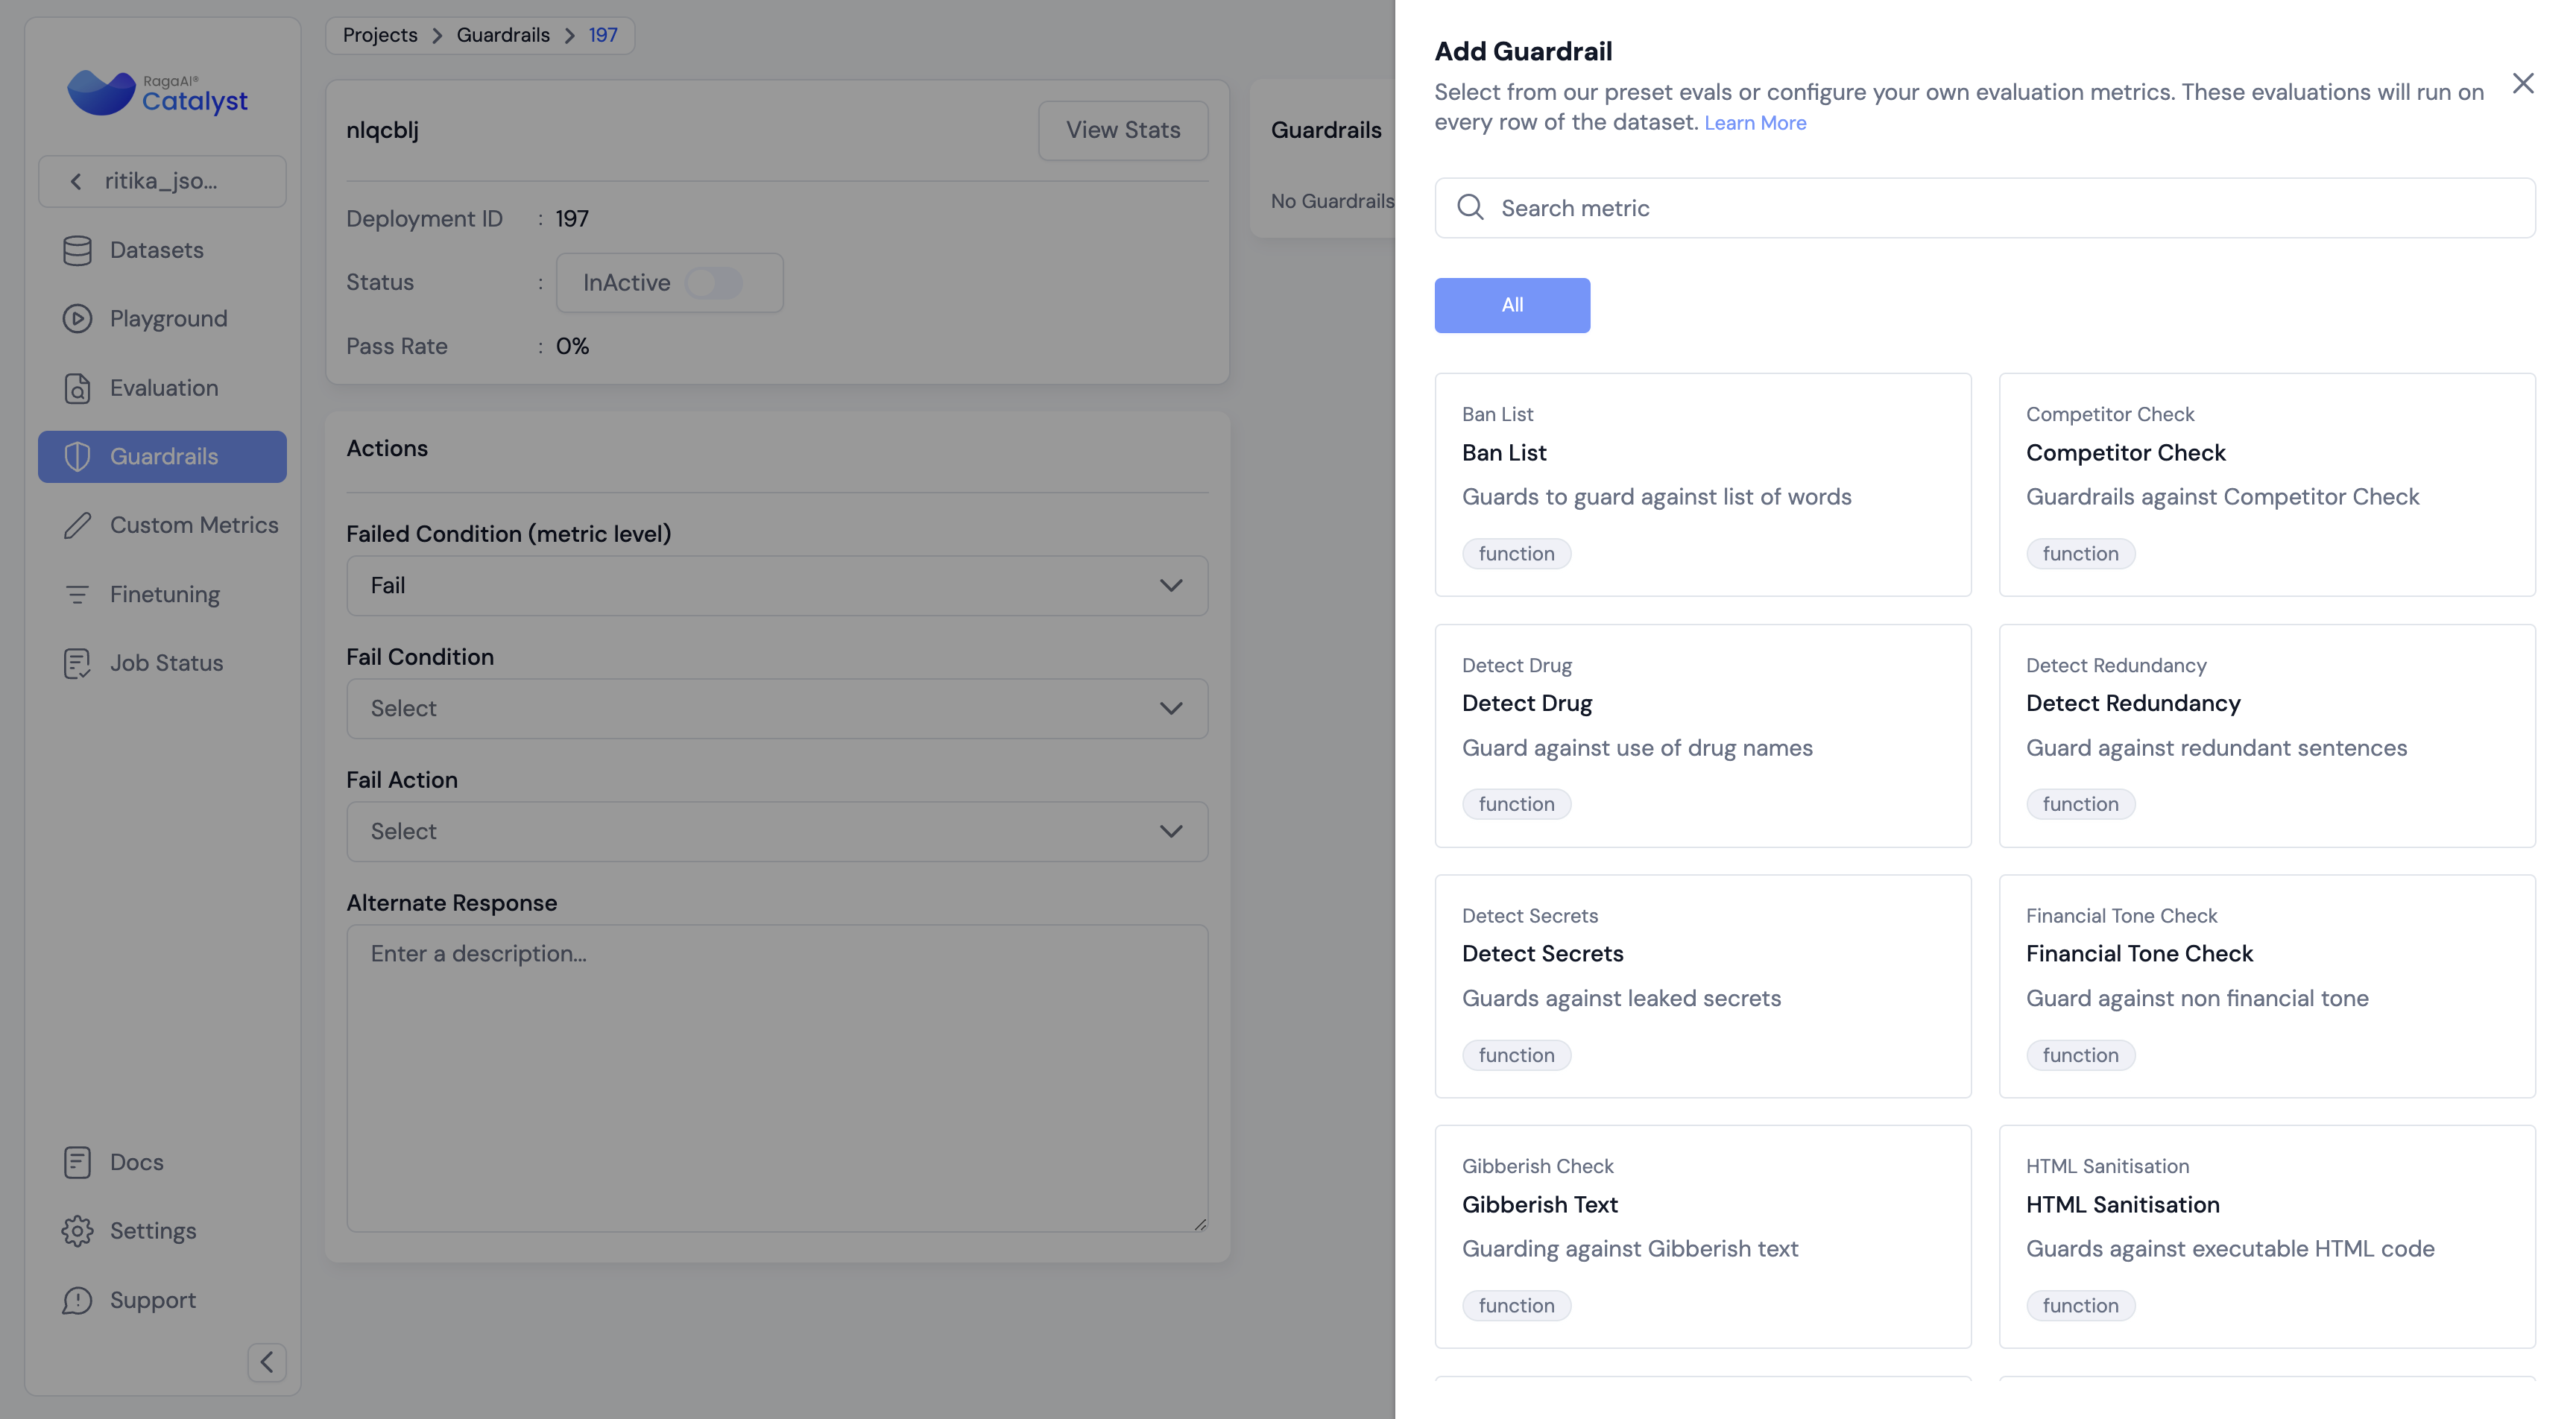 RagaAI®
Catalyst
ritika_jso...
Datasets
Playground
Evaluation
Guardrails
Custom Metrics
Finetuning
Job Status
Docs
Settings
Support
Projects > Guardrails > 197
nlqcblj
View Stats
Deployment ID : 197
Status : InActive
Pass Rate : 0%
Actions
Failed Condition (metric level)
Fail
Fail Condition
Select
Fail Action
Select
Alternate Response
Enter a description...
Guardrails
No Guardrails
Add Guardrail
Select from our preset evals or configure your own evaluation metrics. These evaluations will run on
every row of the dataset. Learn More
Search metric
All
Ban List
Ban List
Guards to guard against list of words
function
Competitor Check
Competitor Check
Guardrails against Competitor Check
function
Detect Drug
Detect Drug
Guard against use of drug names
function
Detect Redundancy
Detect Redundancy
Guard against redundant sentences
function
Detect Secrets
Detect Secrets
Guards against leaked secrets
function
Financial Tone Check
Financial Tone Check
Guard against non financial tone
function
Gibberish Check
Gibberish Text
Guarding against Gibberish text
function
HTML Sanitisation
HTML Sanitisation
Guards against executable HTML code
function